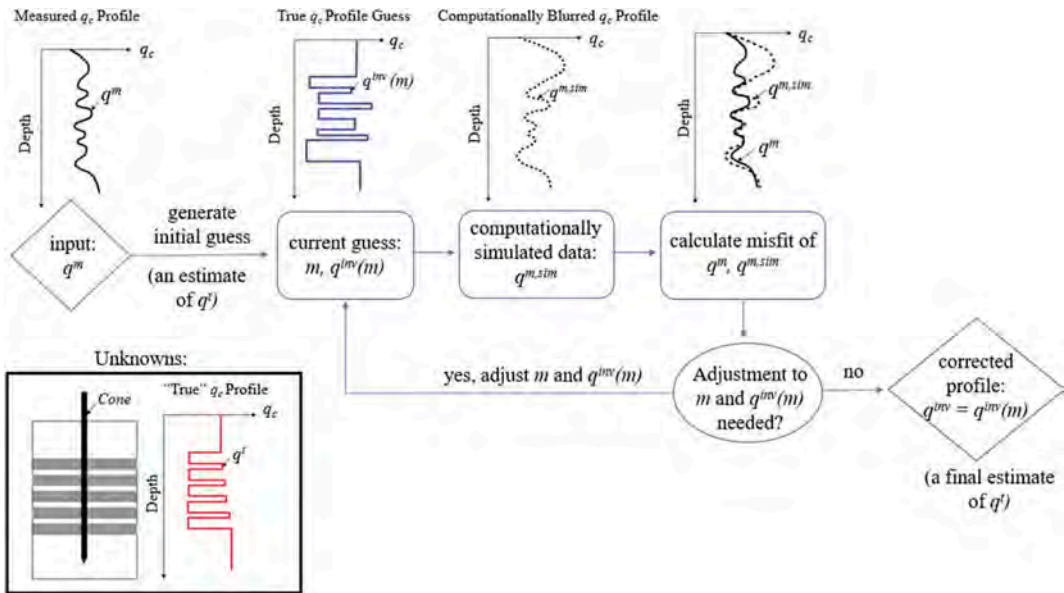 Measured q_c Profile
q_c
q^m
Depth
True q_c Profile Guess
q_c
q^inv(m)
Depth
Computationally Blurred q_c Profile
q_c
q^m,sim
Depth
q_c
q^m,sim
q^m
Depth
input:
q^m
generate
initial guess
(an estimate
of q^t)
current guess:
m, q^inv(m)
computationally
simulated data:
q^m,sim
calculate misfit of
q^m, q^m,sim
yes, adjust m and q^inv(m)
Adjustment to
m and q^inv(m)
needed?
no
corrected
profile:
q^inv = q^inv(m)
(a final estimate
of q^t)
Unknowns:
Cone
"True" q_c Profile
q_c
q^t
Depth